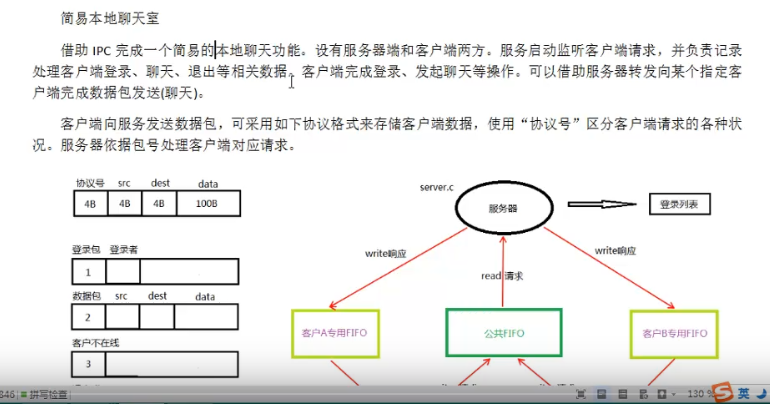 简易本地聊天室
借助 IPC 完成一个简易的本地聊天功能。设有服务器端和客户端两方。服务启动监听客户端请求，并负责记录
处理客户端登录、聊天、退出等相关数据。客户端完成登录、发起聊天等操作。可以借助服务器转发向某个指定客
户端完成数据包发送(聊天)。
客户端向服务发送数据包，可采用如下协议格式来存储客户端数据，使用“协议号”区分客户端请求的各种状
况。服务器依据包号处理客户端对应请求。
协议号 src dest data
4B 4B 4B 100B
登录包 登录者
1
数据包 src dest data
2
客户不在线
3
server.c
服务器
登录列表
write响应
read 请求
write响应
客户A专用FIFO
公共FIFO
客户B专用FIFO
846 拼写检查
130 %
英